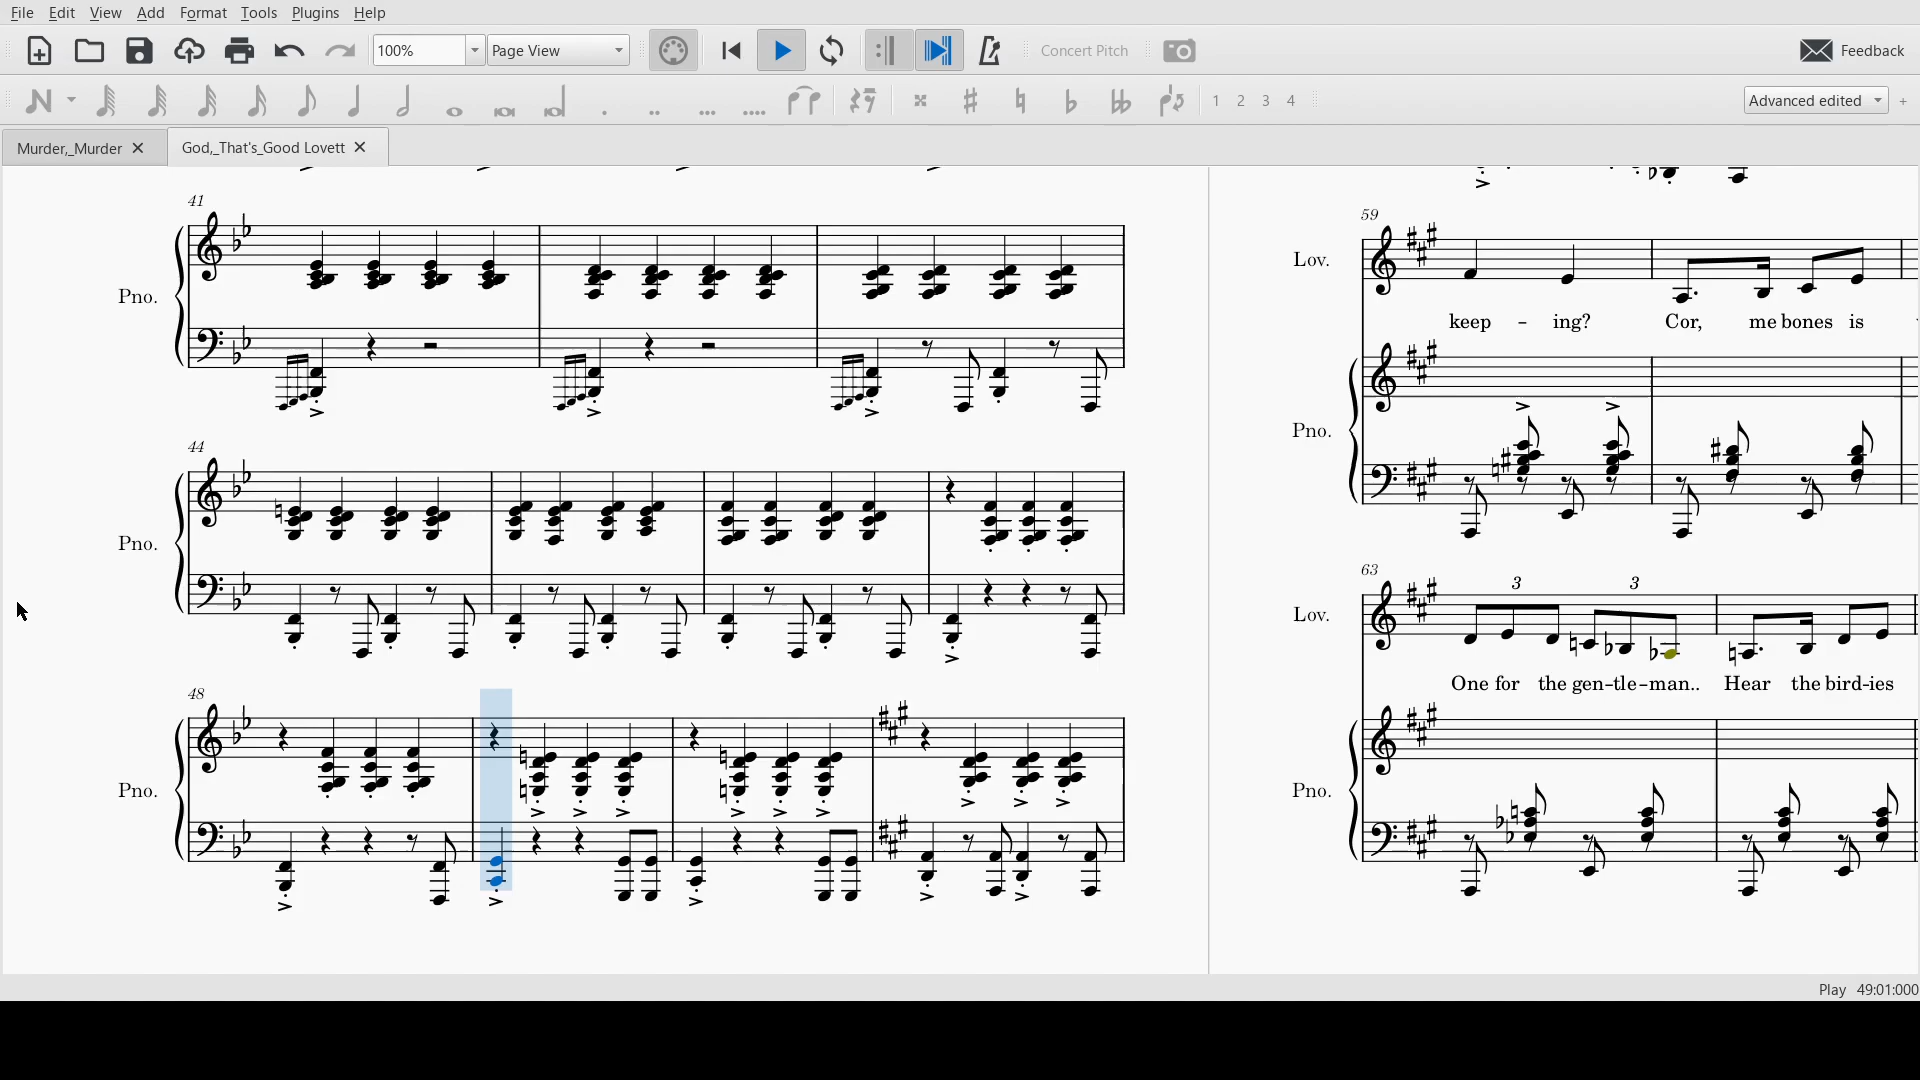 File Edit View Add Format Tools Plugins Help
100% Page View Concert Pitch Feedback
1 2 3 4 Advanced edited +
Murder,_Murder God,_That's_Good Lovett
41
Pno.
44
Pno.
48
Pno.
59
Lov.
keep - ing? Cor, me bones is
Pno.
63
3 3
Lov.
One for the gen-tle-man.. Hear the bird-ies
Pno.
Play 49:01:000